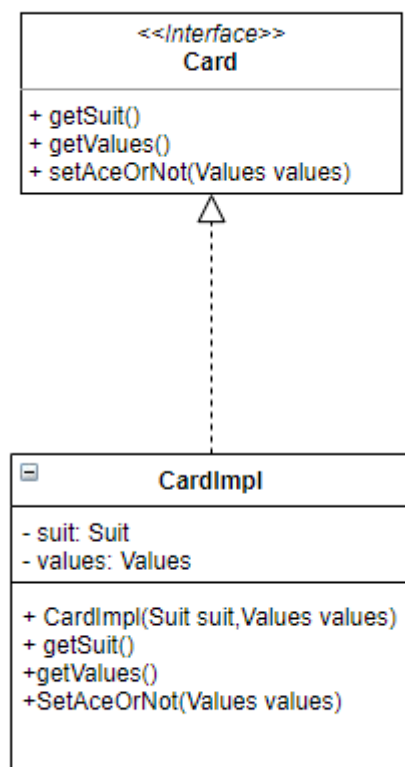 <<Interface>>
Card
+ getSuit()
+ getValues()
+ setAceOrNot(Values values)
CardImpl
- suit: Suit
- values: Values
+ CardImpl(Suit suit,Values values)
+ getSuit()
+getValues()
+SetAceOrNot(Values values)